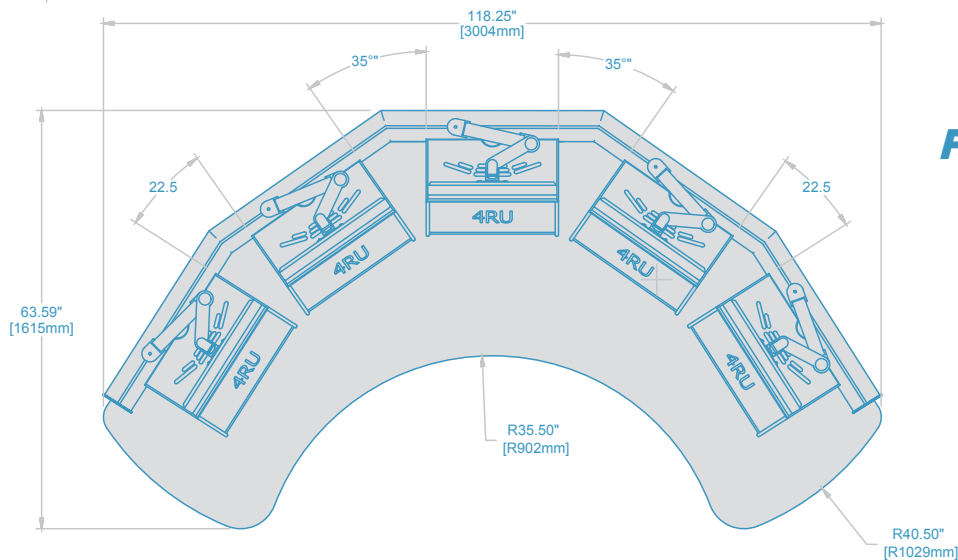 118.25"
[3004mm]
35°"
35°"
F
22.5
22.5
4RU
4RU
4RU
63.59"
[1615mm]
4RU
4RU
R35.50"
[R902mm]
R40.50"
[R1029mm]